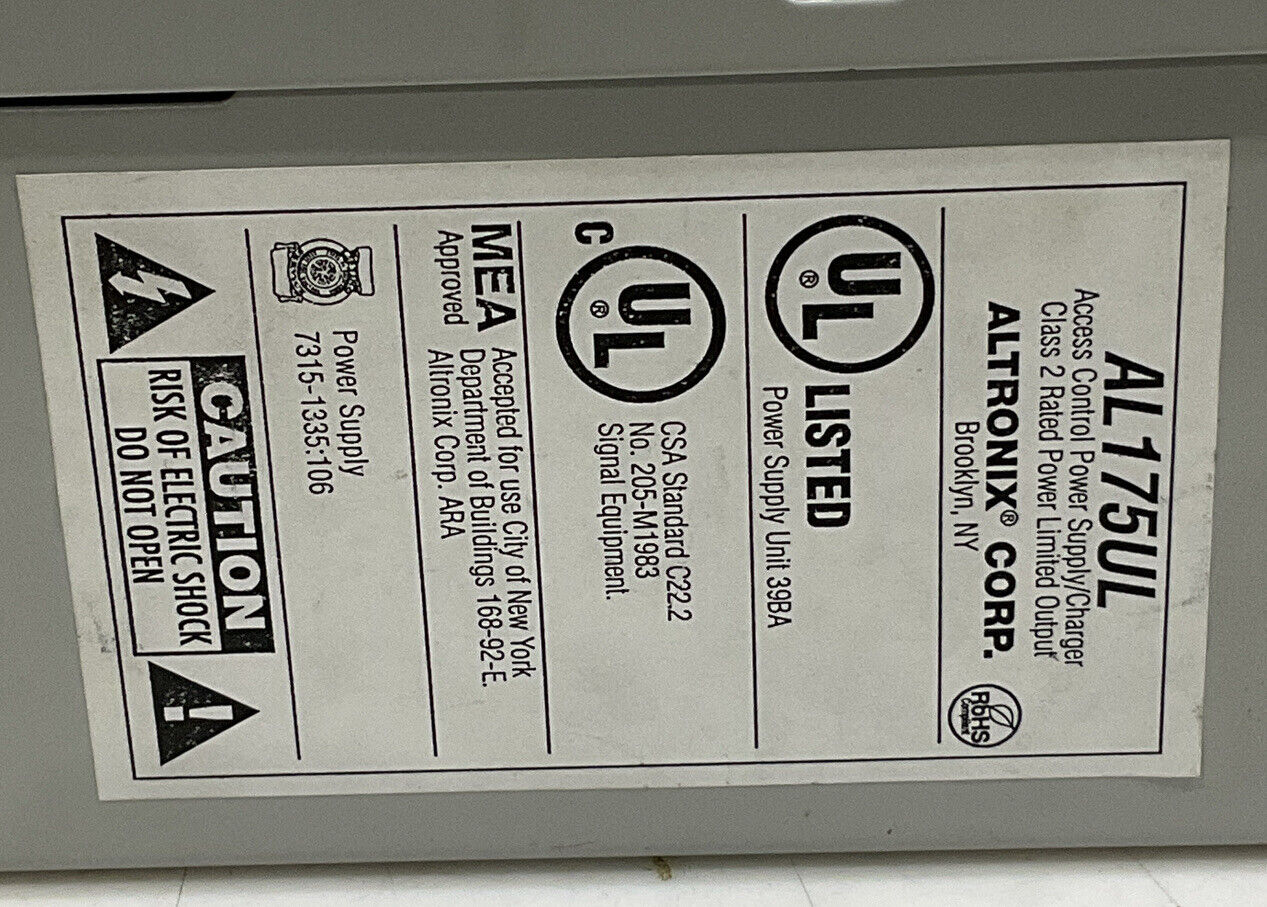 AL175UL
Access Control Power Supply/Charger
Class 2 Rated Power Limited Output
ALTRONIX® CORP.
Brooklyn, NY
RoHS
Compliant
UL ®
LISTED
Power Supply Unit 39BA
C UL ®
CSA Standard C22.2
No. 205-M1983
Signal Equipment.
MEA
Approved
Accepted for use City of New York
Department of Buildings 168-92-E.
Altronix Corp. ARA
Power Supply
7315-1335:106
CAUTION
RISK OF ELECTRIC SHOCK
DO NOT OPEN
!